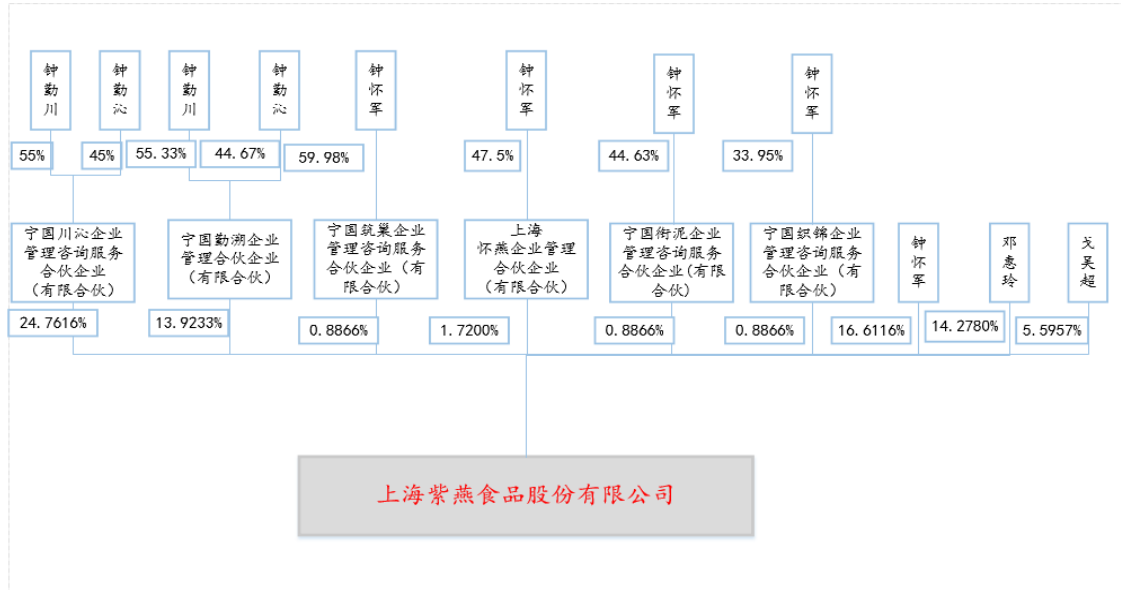 钟勤川
钟勤沁
钟勤川
钟勤沁
钟怀军
钟怀军
钟怀军
钟怀军
55%
45%
55.33%
44.67%
59.98%
47.5%
44.63%
33.95%
宁国川沁企业
管理咨询服务
合伙企业
(有限合伙)
宁国勤溯企业
管理合伙企业
(有限合伙)
宁国筑巢企业
管理咨询服务
合伙企业(有
限合伙)
上海
怀燕企业管理
合伙企业
(有限合伙)
宁国衔泥企业
管理咨询服务
合伙企业(有限
合伙)
宁国织锦企业
管理咨询服务
合伙企业(有
限合伙)
钟怀军
邓惠玲
戈吴超
24.7616%
13.9233%
0.8866%
1.7200%
0.8866%
0.8866%
16.6116%
14.2780%
5.5957%
上海紫燕食品股份有限公司